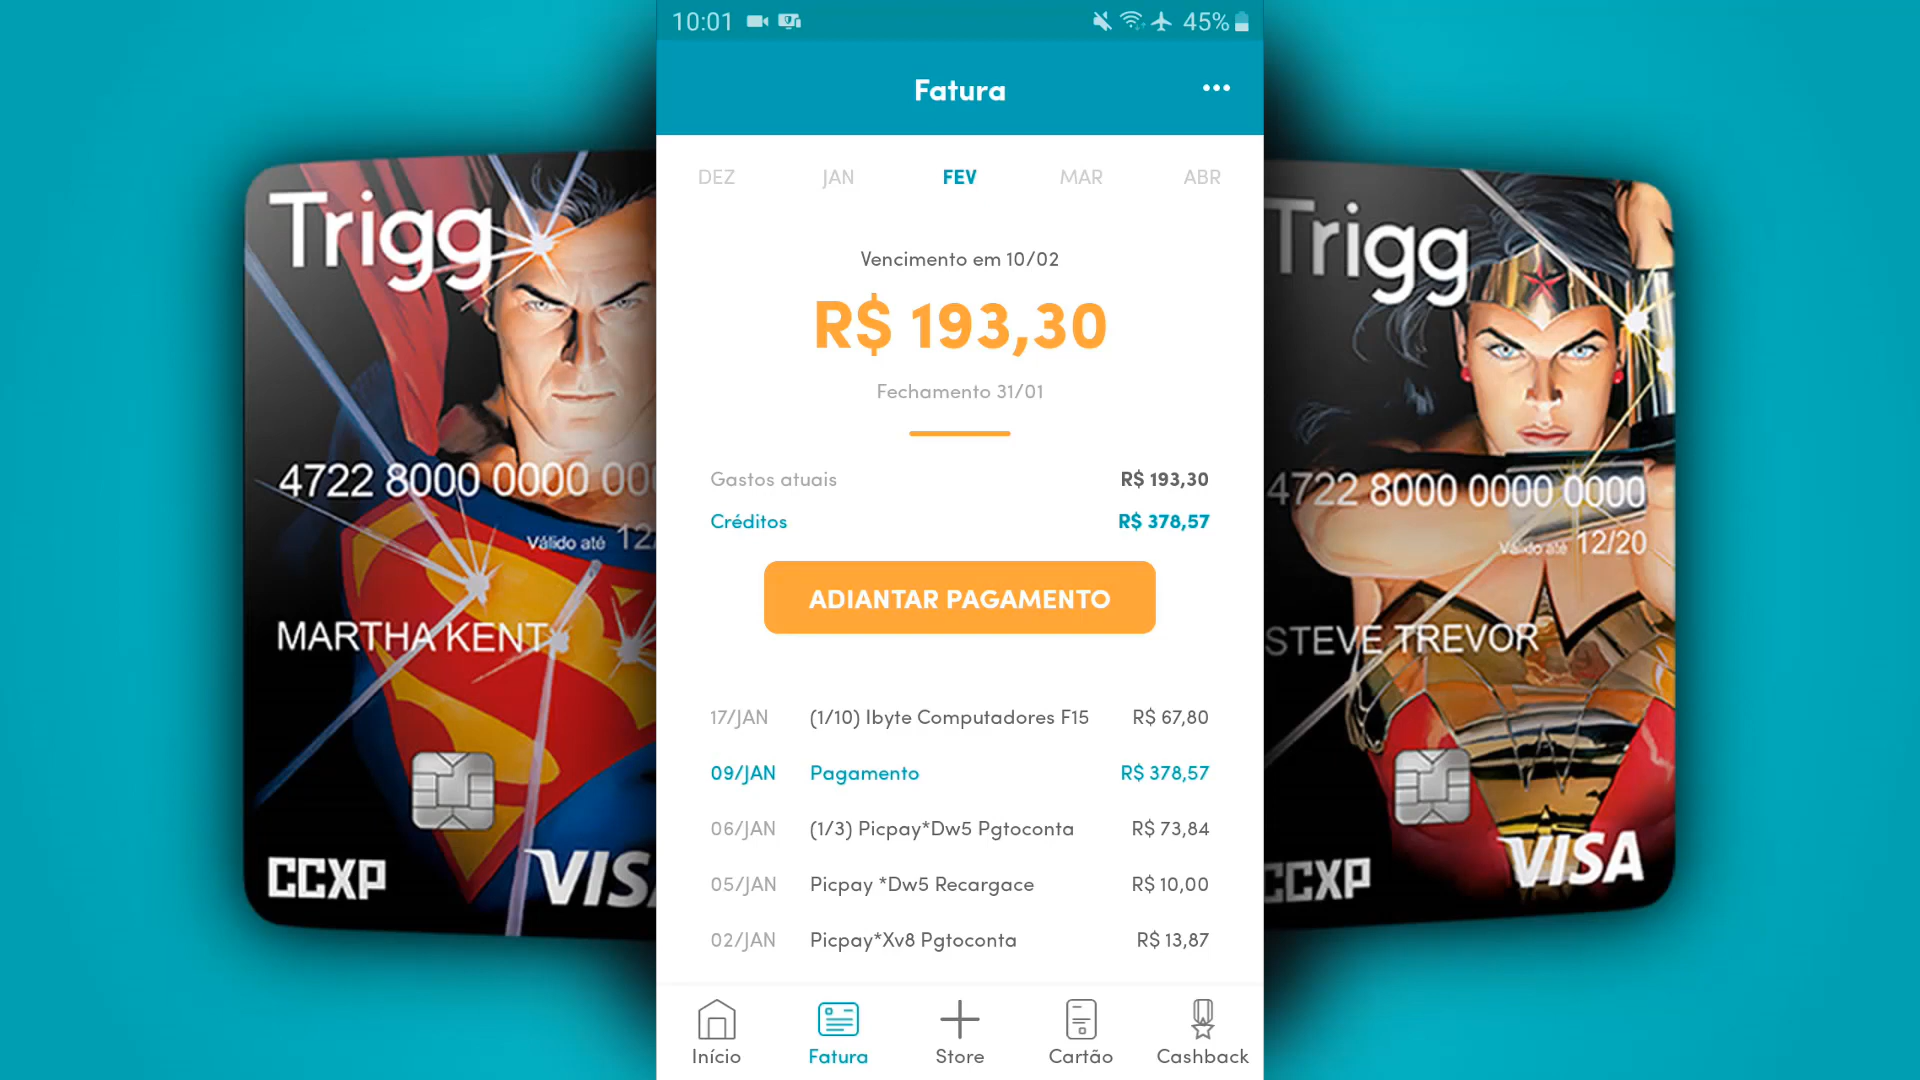 10:01
45%
Fatura
DEZ JAN FEV MAR ABR
Vencimento em 10/02
R$ 193,30
Fechamento 31/01
Gastos atuais R$ 193,30
Créditos R$ 378,57
ADIANTAR PAGAMENTO
17/JAN (1/10) Ibyte Computadores F15 R$ 67,80
09/JAN Pagamento R$ 378,57
06/JAN (1/3) Picpay*Dw5 Pgtoconta R$ 73,84
05/JAN Picpay *Dw5 Recargace R$ 10,00
02/JAN Picpay*Xv8 Pgtoconta R$ 13,87
Início Fatura Store Cartão Cashback
Trigg
4722 8000 0000 000
Válido até 12/
MARTHA KENT
CCXP VIS
Trigg
4722 8000 0000 0000
Válido até 12/20
STEVE TREVOR
CCXP VISA